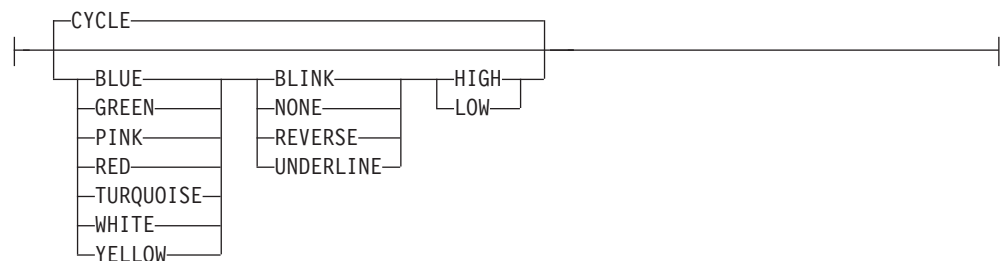 CYCLE
BLUE BLINK HIGH
GREEN NONE LOW
PINK REVERSE
RED UNDERLINE
TURQUOISE
WHITE
YELLOW